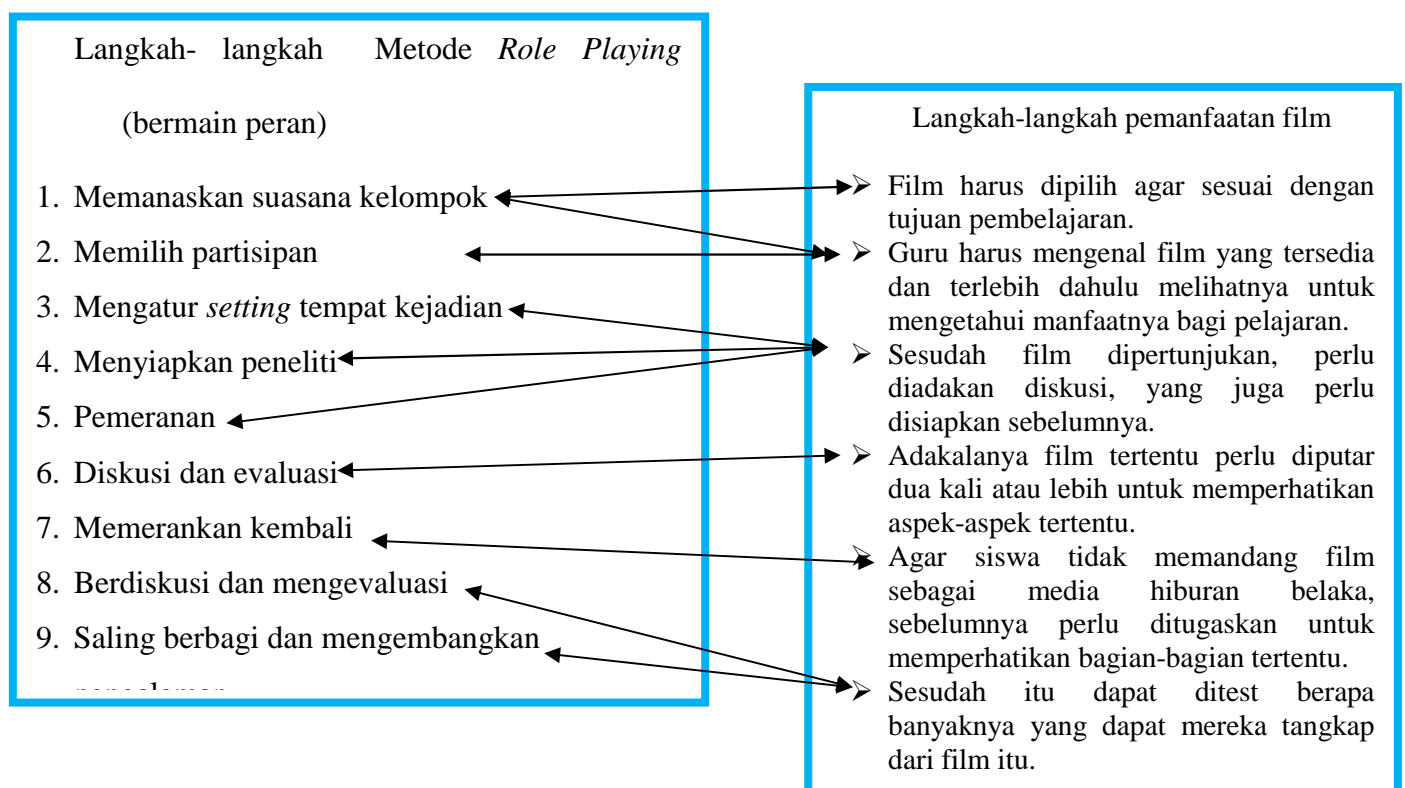 Langkah- langkah Metode Role Playing
(bermain peran)
1. Memanaskan suasana kelompok
2. Memilih partisipan
3. Mengatur setting tempat kejadian
4. Menyiapkan peneliti
5. Pemeranan
6. Diskusi dan evaluasi
7. Memerankan kembali
8. Berdiskusi dan mengevaluasi
9. Saling berbagi dan mengembangkan
Langkah-langkah pemanfaatan film
➢ Film harus dipilih agar sesuai dengan
tujuan pembelajaran.
➢ Guru harus mengenal film yang tersedia
dan terlebih dahulu melihatnya untuk
mengetahui manfaatnya bagi pelajaran.
➢ Sesudah film dipertunjukan, perlu
diadakan diskusi, yang juga perlu
disiapkan sebelumnya.
➢ Adakalanya film tertentu perlu diputar
dua kali atau lebih untuk memperhatikan
aspek-aspek tertentu.
➢ Agar siswa tidak memandang film
sebagai media hiburan belaka,
sebelumnya perlu ditugaskan untuk
memperhatikan bagian-bagian tertentu.
➢ Sesudah itu dapat ditest berapa
banyaknya yang dapat mereka tangkap
dari film itu.